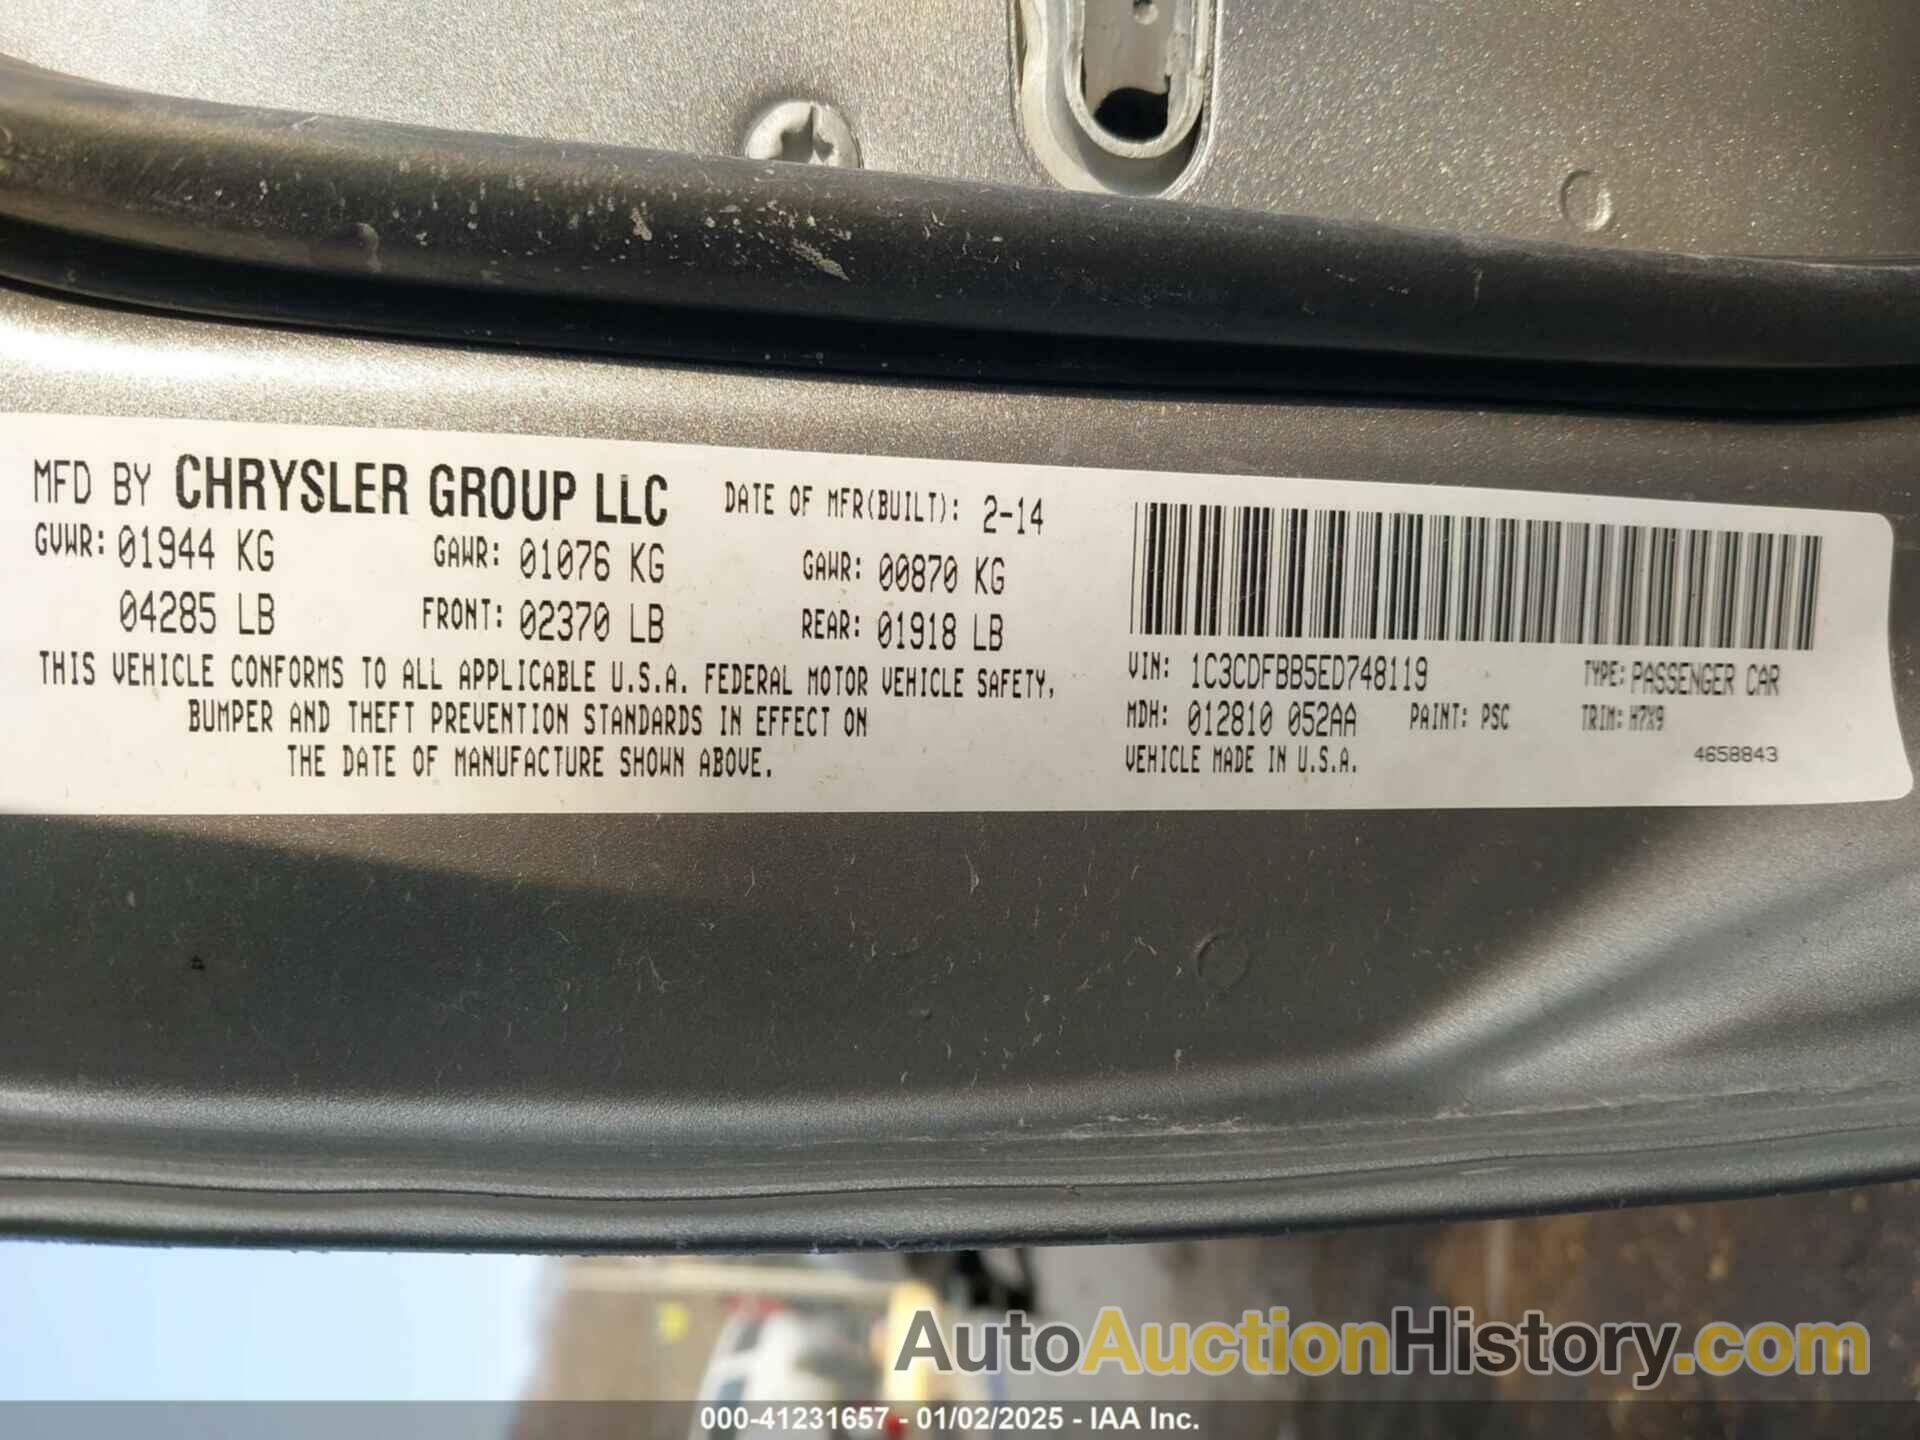 MFD BY CHRYSLER GROUP LLC DATE OF MFR(BUILT): 2-14
GVWR: 01944 KG GAWR: 01076 KG GAWR: 00870 KG
04285 LB FRONT: 02370 LB REAR: 01918 LB
THIS VEHICLE CONFORMS TO ALL APPLICABLE U.S.A. FEDERAL MOTOR VEHICLE SAFETY,
BUMPER AND THEFT PREVENTION STANDARDS IN EFFECT ON
THE DATE OF MANUFACTURE SHOWN ABOVE.
VIN: 1C3CDFBB5ED748119 TYPE: PASSENGER CAR
MDH: 012810 052AA PAINT: PSC TRIM: H7X9
VEHICLE MADE IN U.S.A. 4658843
AutoAuctionHistory.com
000-41231657 - 01/02/2025 - IAA Inc.